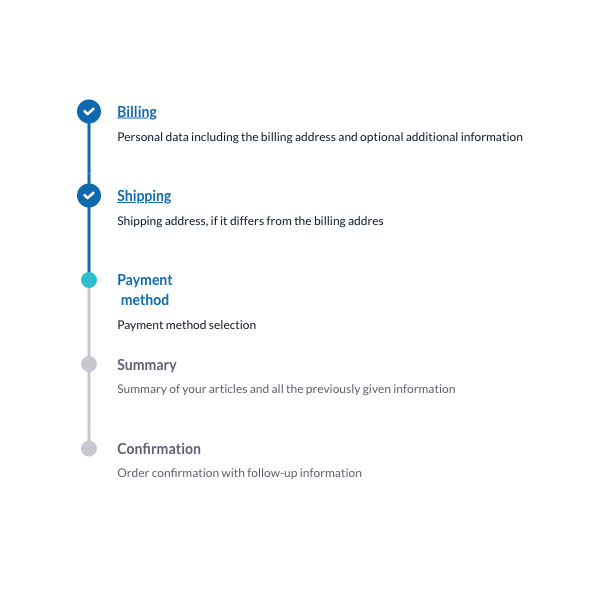 Billing
Personal data including the billing address and optional additional information
Shipping
Shipping address, if it differs from the billing addres
Payment
method
Payment method selection
Summary
Summary of your articles and all the previously given information
Confirmation
Order confirmation with follow-up information